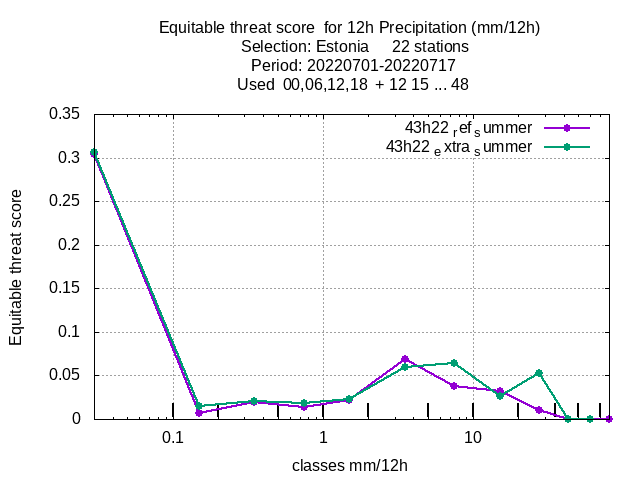 Equitable threat score for 12h Precipitation (mm/12h)
Selection: Estonia 22 stations
Period: 20220701-20220717
Used 00,06,12,18 + 12 15 ... 48
0.35
43h22 ref summer
0.3
43h22 extra summer
0.25
0.2
0.15
0.1
0.05
0
Equitable threat score
0.1 1 10
classes mm/12h